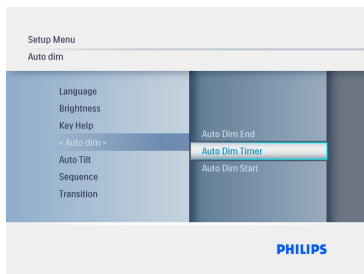 Setup Menu
Auto dim
Language
Brightness
Key Help
< Auto dim >
Auto Tilt
Sequence
Transition
Auto Dim End
Auto Dim Timer
Auto Dim Start
PHILIPS